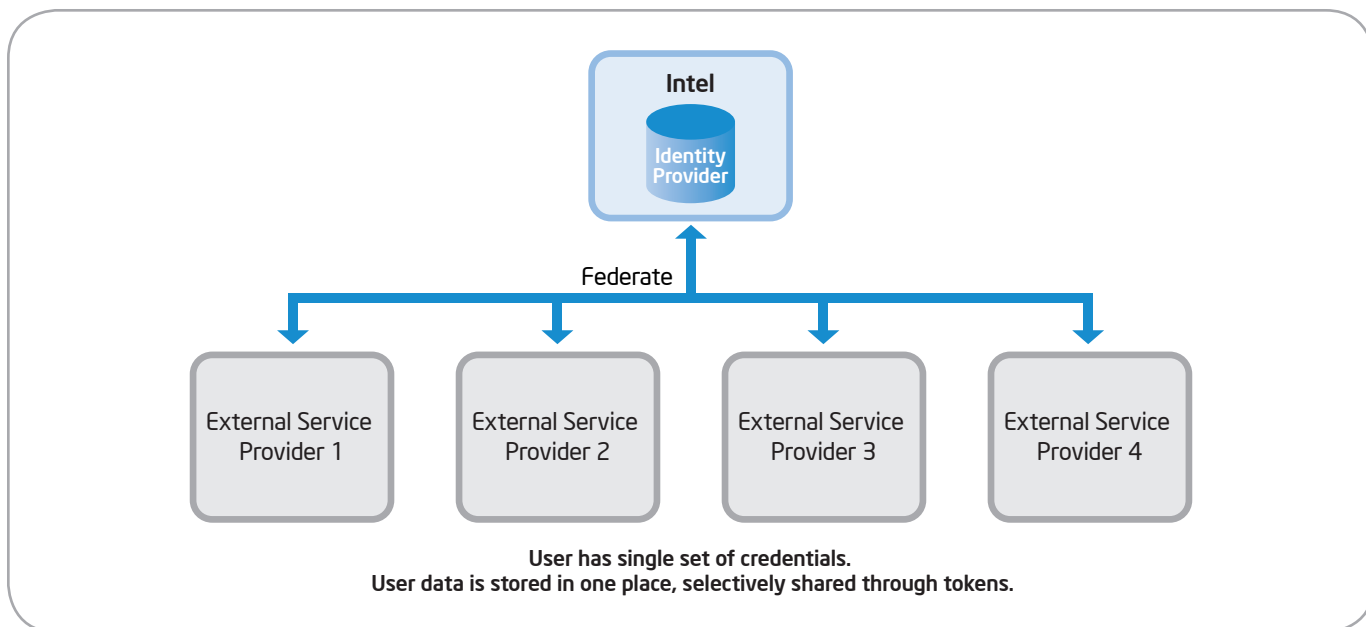 Intel
Identity
Provider
Federate
External Service
Provider 1
External Service
Provider 2
External Service
Provider 3
External Service
Provider 4
User has single set of credentials.
User data is stored in one place, selectively shared through tokens.